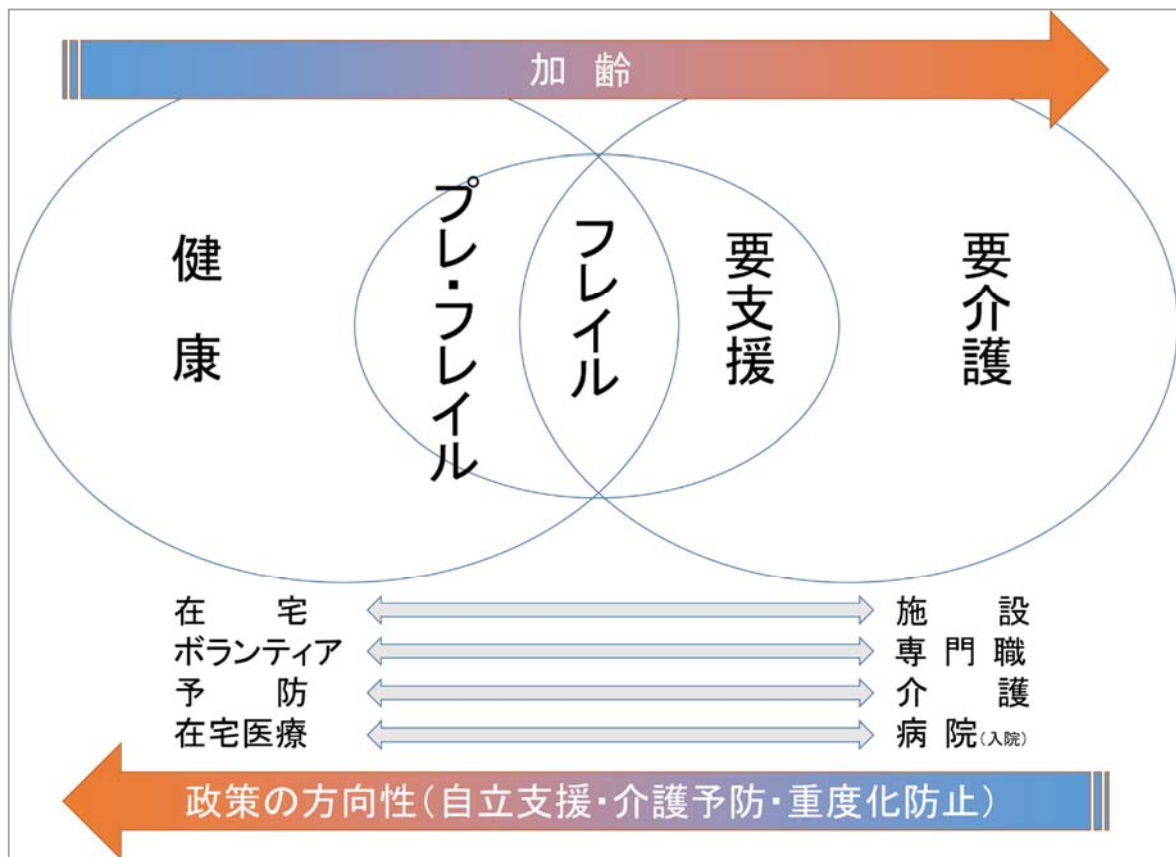 加齢
健康
プレ・フレイル
フレイル
要支援
要介護
在宅
施設
ボランティア
専門職
予防
介護
在宅医療
病院(入院)
政策の方向性(自立支援・介護予防・重度化防止)